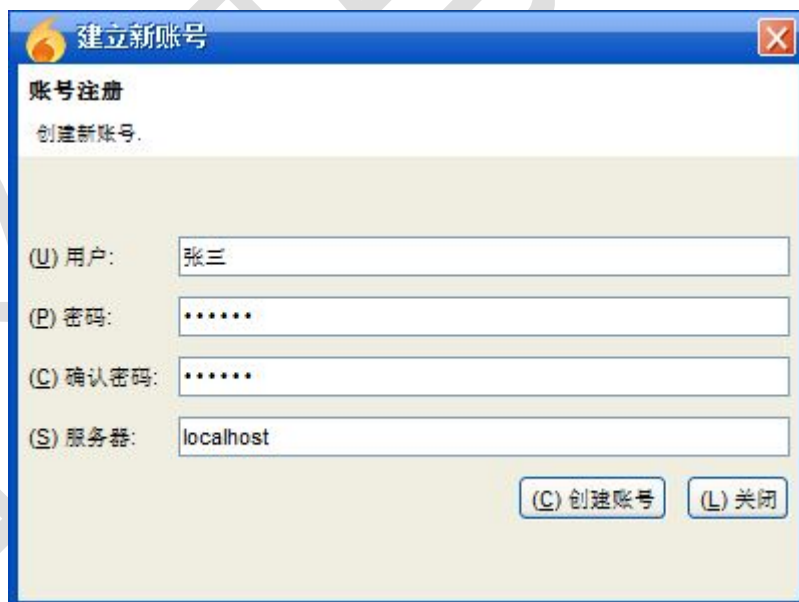 建立新账号
账号注册
创建新账号.
(U) 用户: 张三
(P) 密码: ••••••
(C) 确认密码: ••••••
(S) 服务器: localhost
(C) 创建账号 (L) 关闭